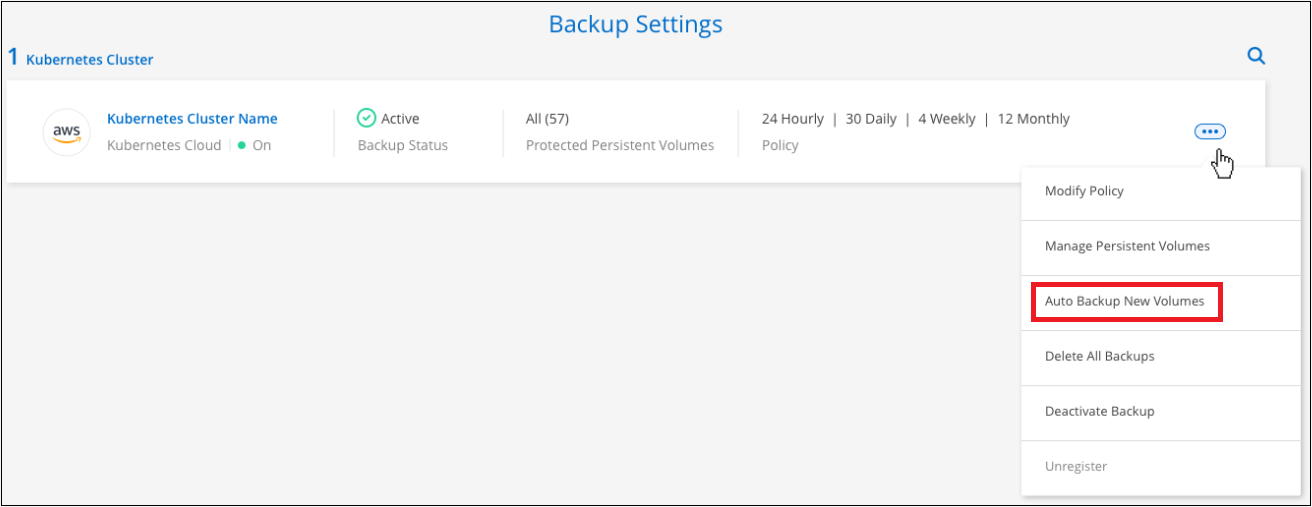 Backup Settings
1 Kubernetes Cluster
aws
Kubernetes Cluster Name
Kubernetes Cloud | On
Active
Backup Status
All (57)
Protected Persistent Volumes
24 Hourly | 30 Daily | 4 Weekly | 12 Monthly
Policy
Modify Policy
Manage Persistent Volumes
Auto Backup New Volumes
Delete All Backups
Deactivate Backup
Unregister